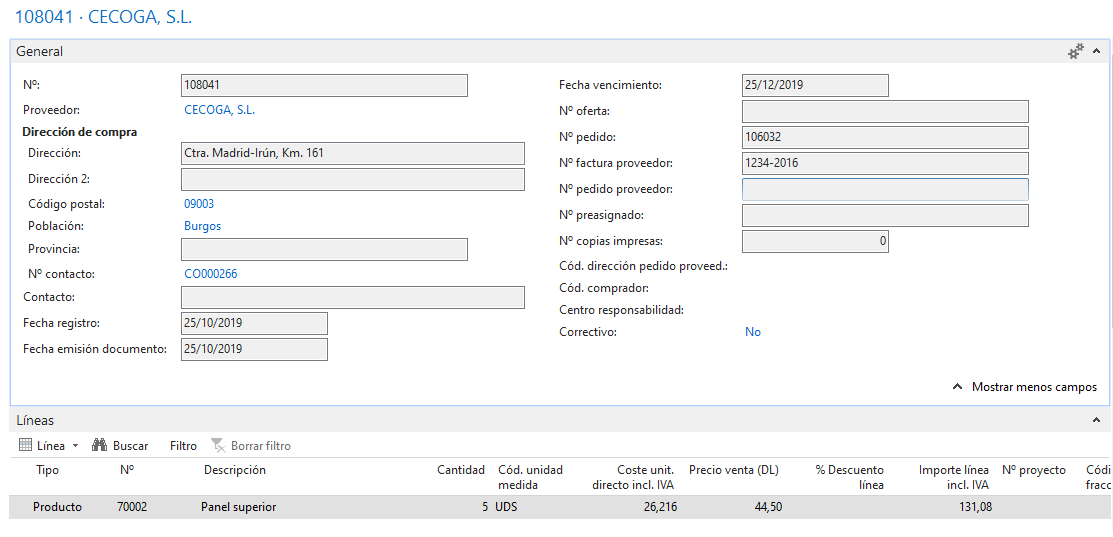 108041 · CECOGA, S.L.
General
Nº: 108041
Proveedor: CECOGA, S.L.
Dirección de compra
Dirección: Ctra. Madrid-Irún, Km. 161
Dirección 2:
Código postal: 09003
Población: Burgos
Provincia:
Nº contacto: CO000266
Contacto:
Fecha registro: 25/10/2019
Fecha emisión documento: 25/10/2019
Fecha vencimiento: 25/12/2019
Nº oferta:
Nº pedido: 106032
Nº factura proveedor: 1234-2016
Nº pedido proveedor:
Nº preasignado:
Nº copias impresas: 0
Cód. dirección pedido proveed.:
Cód. comprador:
Centro responsabilidad:
Correctivo: No
Mostrar menos campos
Líneas
Línea Buscar Filtro Borrar filtro
Tipo Nº Descripción Cantidad Cód. unidad medida Coste unit. directo incl. IVA Precio venta (DL) % Descuento línea Importe línea incl. IVA Nº proyecto Códi fracc
Producto 70002 Panel superior 5 UDS 26,216 44,50 131,08